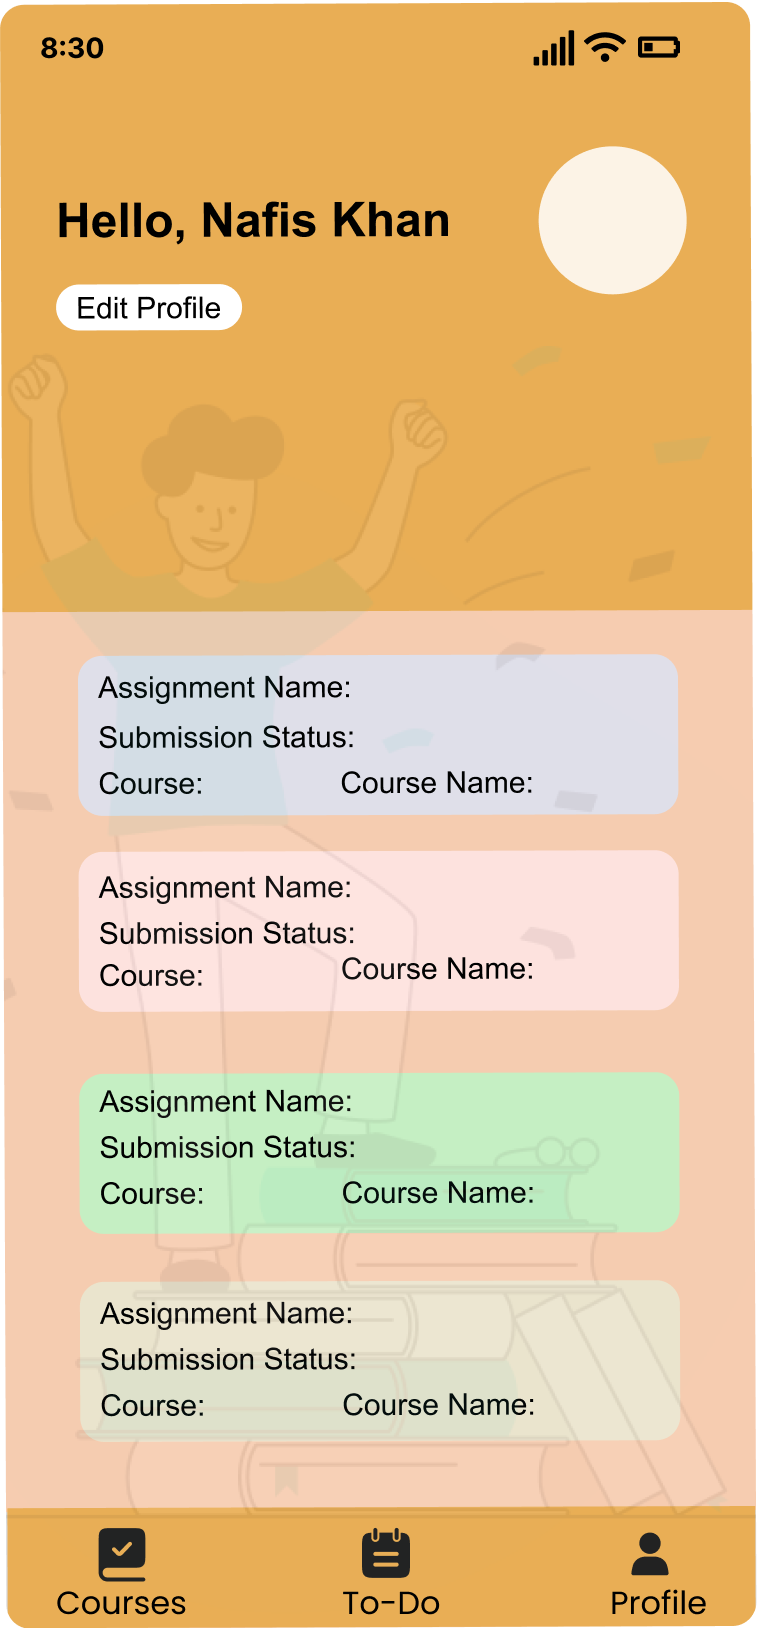 8:30
Hello, Nafis Khan
Edit Profile
Assignment Name:
Submission Status:
Course: Course Name:
Assignment Name:
Submission Status:
Course: Course Name:
Assignment Name:
Submission Status:
Course: Course Name:
Assignment Name:
Submission Status:
Course: Course Name:
Courses To-Do Profile